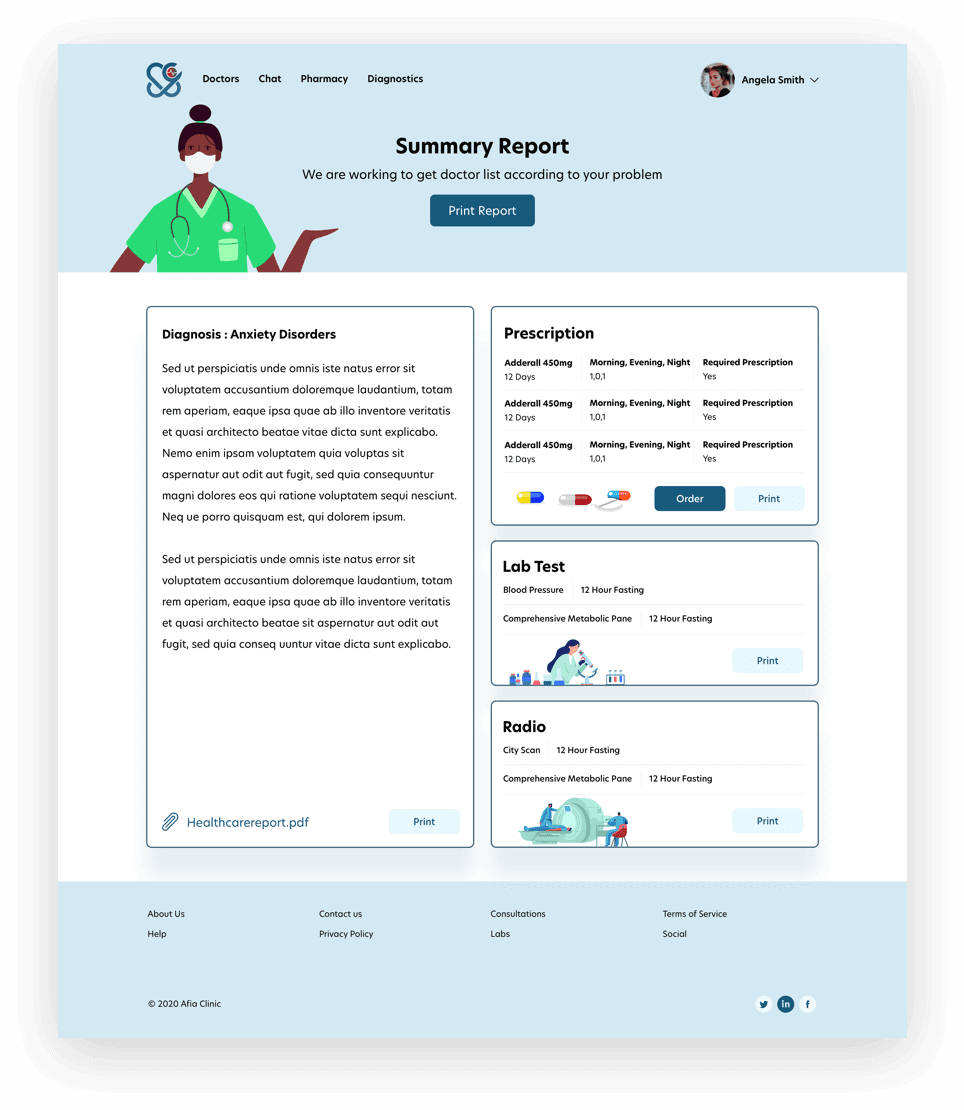 Doctors Chat Pharmacy Diagnostics Angela Smith
Summary Report
We are working to get doctor list according to your problem
Print Report
Diagnosis : Anxiety Disorders
Sed ut perspiciatis unde omnis iste natus error sit
voluptatem accusantium doloremque laudantium, totam
rem aperiam, eaque ipsa quae ab illo inventore veritatis
et quasi architecto beatae vitae dicta sunt explicabo.
Nemo enim ipsam voluptatem quia voluptas sit
aspernatur aut odit aut fugit, sed quia consequuntur
magni dolores eos qui ratione voluptatem sequi nesciunt.
Neq ue porro quisquam est, qui dolorem ipsum.
Sed ut perspiciatis unde omnis iste natus error sit
voluptatem accusantium doloremque laudantium, totam
rem aperiam, eaque ipsa quae ab illo inventore veritatis
et quasi architecto beatae sit aspernatur aut odit aut
fugit, sed quia conseq uuntur vitae dicta sunt explicabo.
Healthcarereport.pdf Print
Prescription
Adderall 450mg Morning, Evening, Night Required Prescription
12 Days 1,0,1 Yes
Adderall 450mg Morning, Evening, Night Required Prescription
12 Days 1,0,1 Yes
Adderall 450mg Morning, Evening, Night Required Prescription
12 Days 1,0,1 Yes
Order Print
Lab Test
Blood Pressure 12 Hour Fasting
Comprehensive Metabolic Pane 12 Hour Fasting
Print
Radio
City Scan 12 Hour Fasting
Comprehensive Metabolic Pane 12 Hour Fasting
Print
About Us Contact us Consultations Terms of Service
Help Privacy Policy Labs Social
© 2020 Afia Clinic